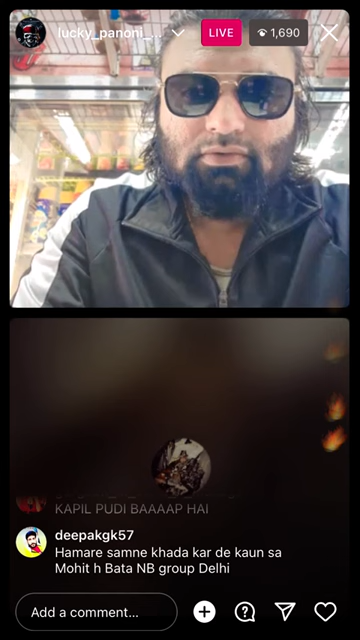 lucky_panoni_...
LIVE
1,690
KAPIL PUDI BAAAAP HAI
deepakgk57
Hamare samne khada kar de kaun sa
Mohit h Bata NB group Delhi
Add a comment...